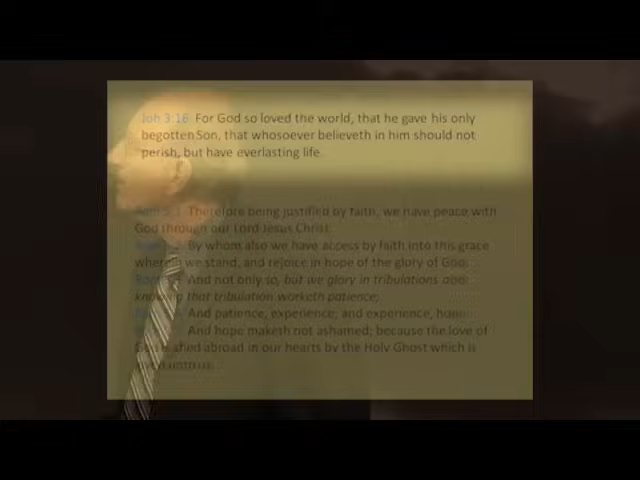 Joh 3:16 For God so loved the world, that he gave his only
begotten Son, that whosoever believeth in him should not
perish, but have everlasting life.
Therefore being justified by faith, we have peace with
God through our Lord Jesus Christ:
By whom also we have access by faith into this grace
wherein we stand, and rejoice in hope of the glory of God.
And not only so, but we glory in tribulations also:
knowing that tribulation worketh patience;
And patience, experience; and experience, hope:
And hope maketh not ashamed; because the love of
God is shed abroad in our hearts by the Holy Ghost which is